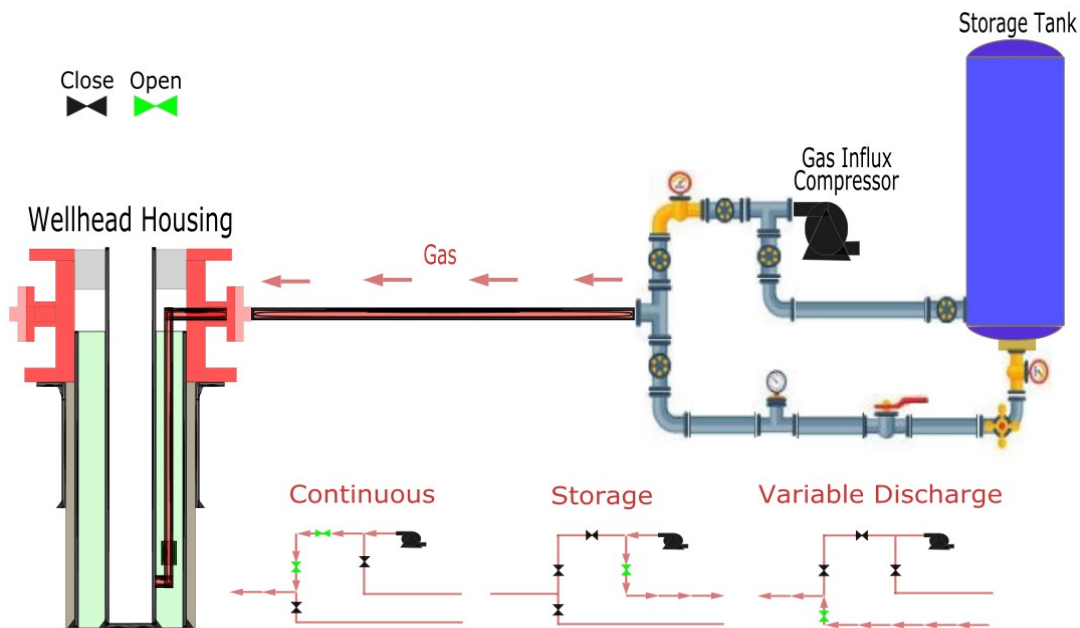 Storage Tank
Close Open
Gas Influx
Compressor
Wellhead Housing
Gas
Continuous
Storage
Variable Discharge